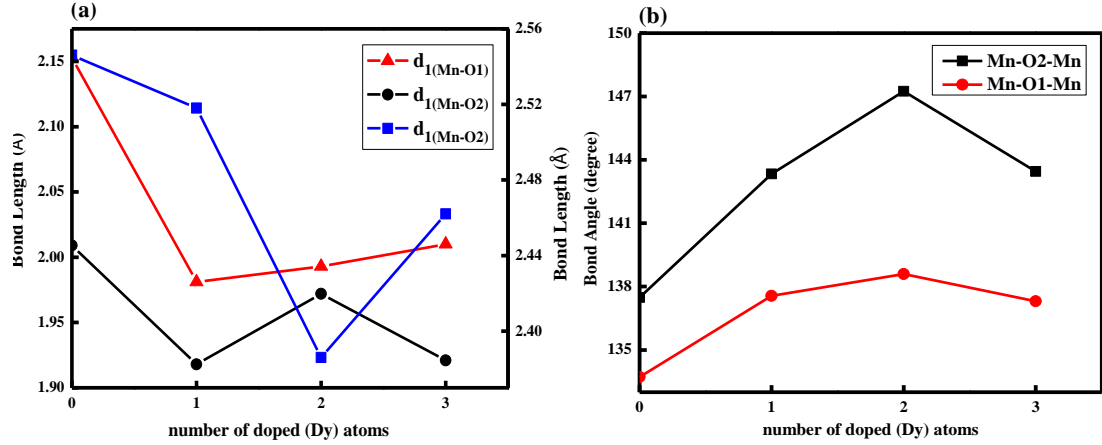 (a)
2.15
2.10
2.05
2.00
1.95
1.90
Bond Length (Å)
2.56
2.52
2.48
2.44
2.40
Bond Length (Å)
d1(Mn-O1)
d1(Mn-O2)
d1(Mn-O2)
0 1 2 3
number of doped (Dy) atoms
(b)
150
147
144
141
138
135
Bond Angle (degree)
Mn-O2-Mn
Mn-O1-Mn
0 1 2 3
number of doped (Dy) atoms